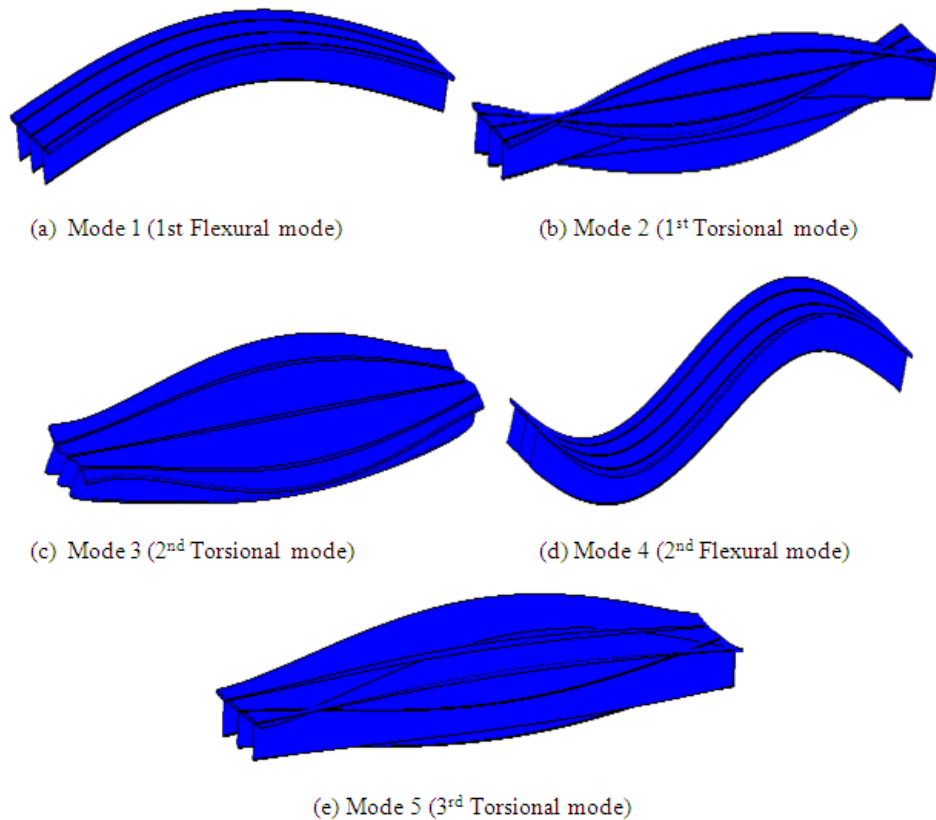 (a) Mode 1 (1st Flexural mode)
(b) Mode 2 (1st Torsional mode)
(c) Mode 3 (2nd Torsional mode)
(d) Mode 4 (2nd Flexural mode)
(e) Mode 5 (3rd Torsional mode)